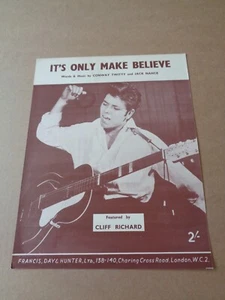 IT'S ONLY MAKE BELIEVE
Words & Music by CONWAY TWITTY and JACK NANCE
Featured by
CLIFF RICHARD
2/-
FRANCIS, DAY & HUNTER, LTD., 138-140, Charing Cross Road, London, W.C. 2.